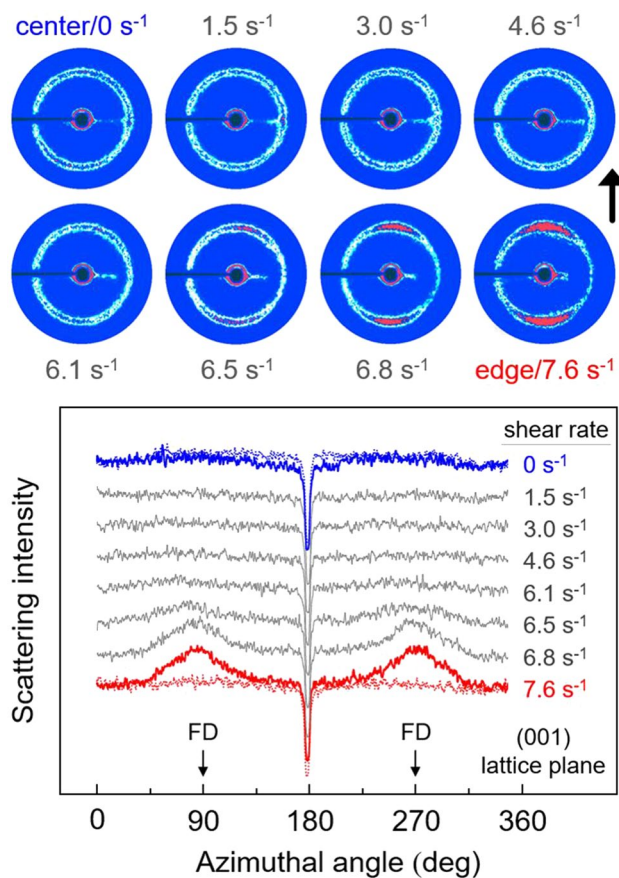 center/0 s⁻¹ 1.5 s⁻¹ 3.0 s⁻¹ 4.6 s⁻¹
6.1 s⁻¹ 6.5 s⁻¹ 6.8 s⁻¹ edge/7.6 s⁻¹
shear rate
0 s⁻¹
1.5 s⁻¹
3.0 s⁻¹
4.6 s⁻¹
6.1 s⁻¹
6.5 s⁻¹
6.8 s⁻¹
7.6 s⁻¹
Scattering intensity
FD FD (001)
lattice plane
0 90 180 270 360
Azimuthal angle (deg)